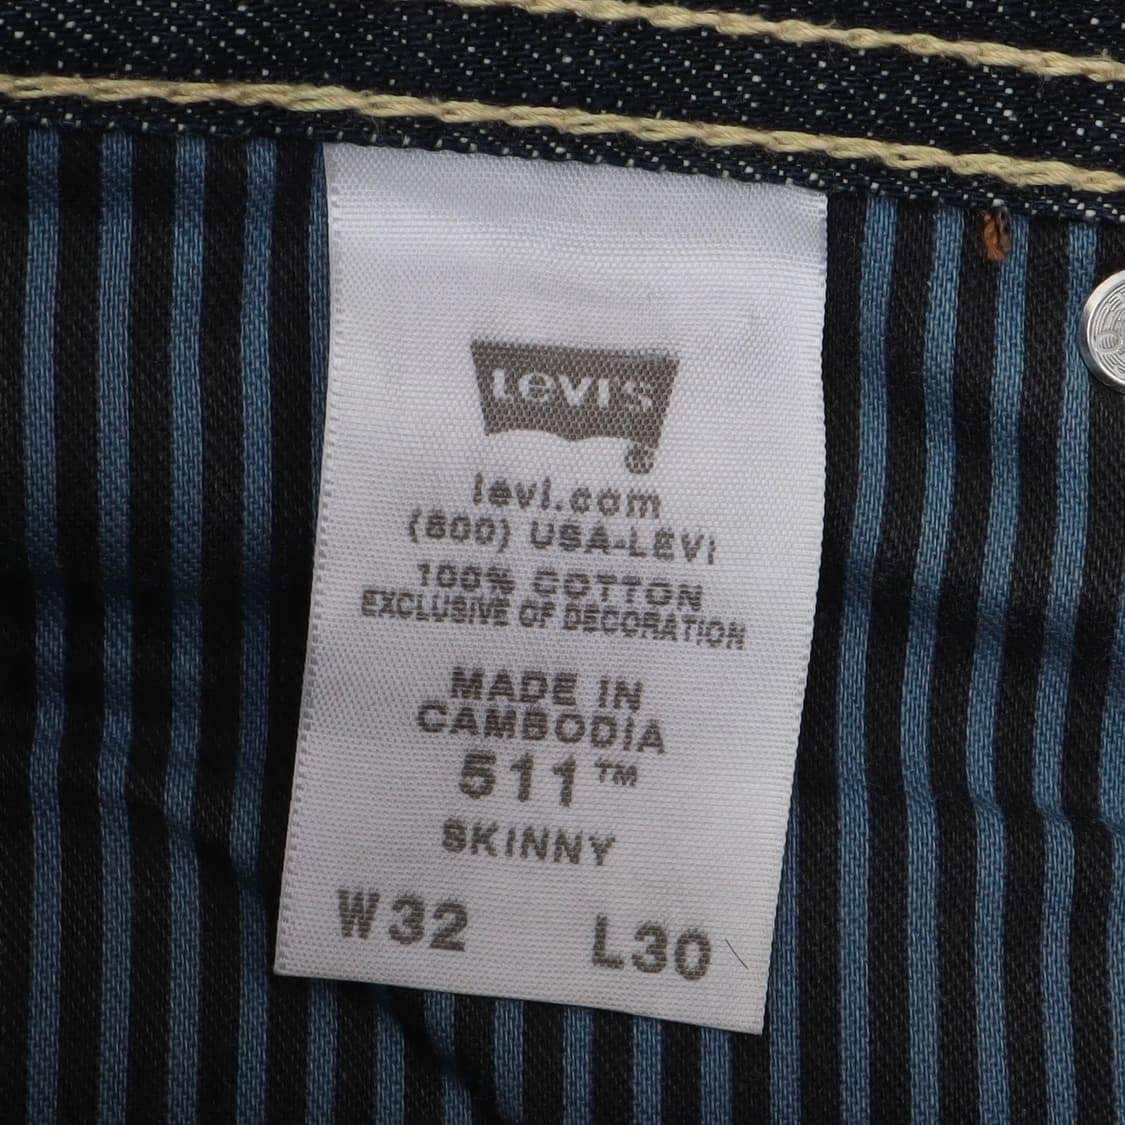 LEVI'S
®
levi.com
(800) USA-LEVI
100% COTTON
EXCLUSIVE OF DECORATION
MADE IN
CAMBODIA
511™
SKINNY
W32 L30